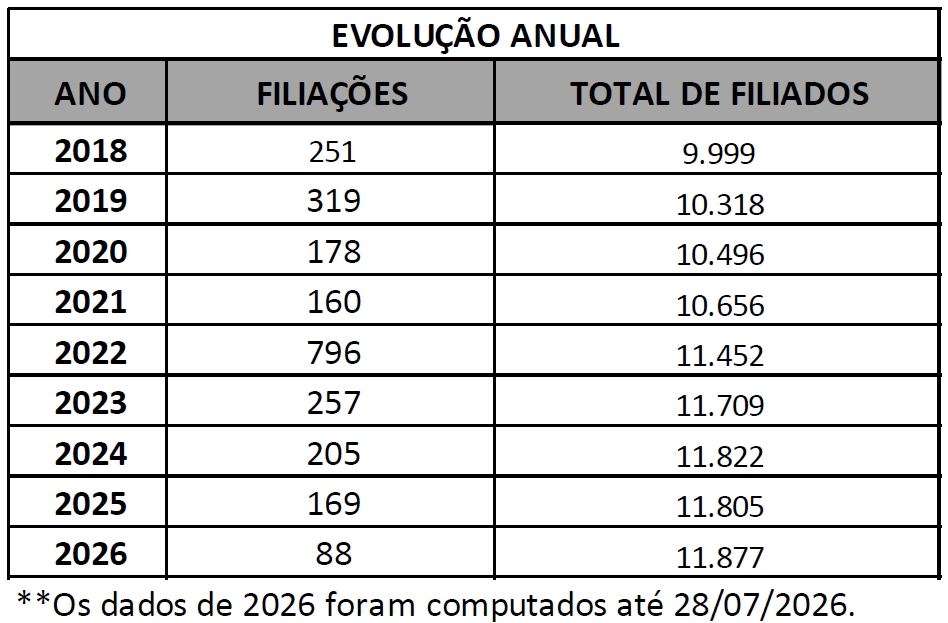 EVOLUÇÃO ANUAL
ANO FILIAÇÕES TOTAL DE FILIADOS
2018 251 9.999
2019 319 10.318
2020 178 10.496
2021 160 10.656
2022 796 11.452
2023 257 11.709
2024 205 11.822
2025 169 11.805
2026 88 11.877
**Os dados de 2026 foram computados até 28/07/2026.